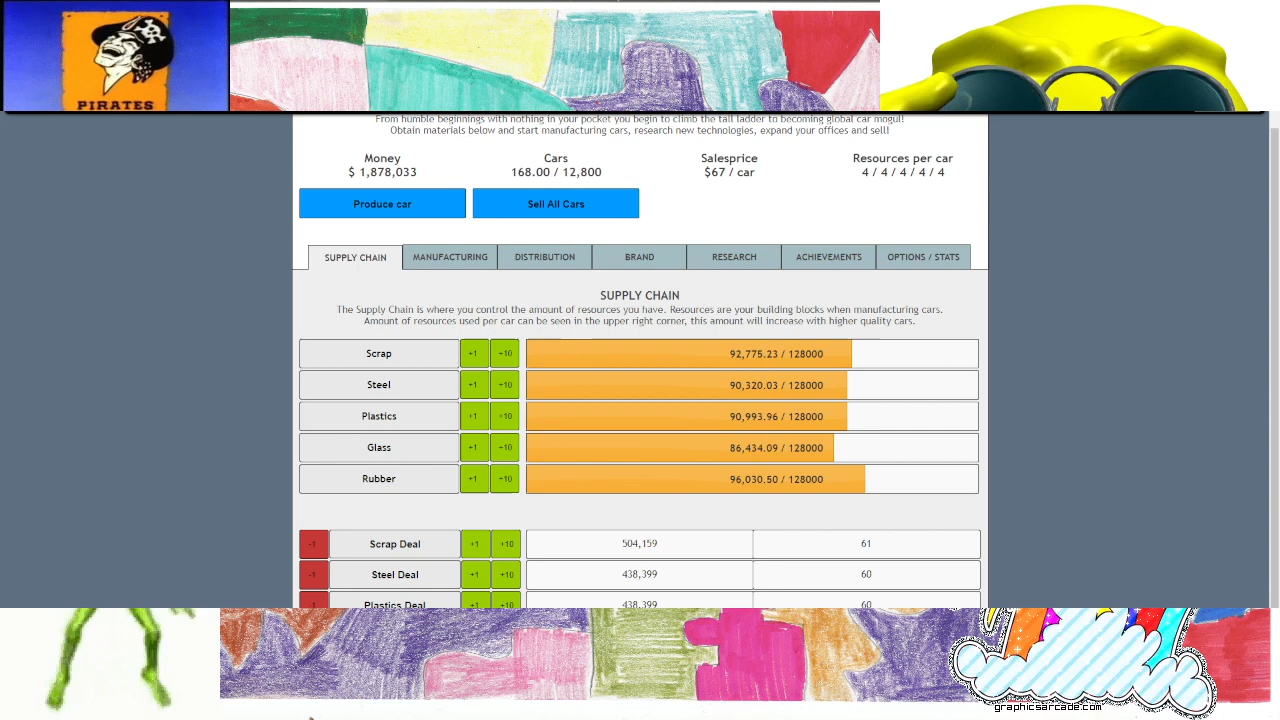 PIRATES
From humble beginnings with nothing in your pocket you begin to climb the tall ladder to becoming global car mogul!
Obtain materials below and start manufacturing cars, research new technologies, expand your offices and sell!
Money Cars Salesprice Resources per car
$ 1,878,033 168.00 / 12,800 $67 / car 4 / 4 / 4 / 4 / 4
Produce car Sell All Cars
SUPPLY CHAIN MANUFACTURING DISTRIBUTION BRAND RESEARCH ACHIEVEMENTS OPTIONS / STATS
SUPPLY CHAIN
The Supply Chain is where you control the amount of resources you have. Resources are your building blocks when manufacturing cars.
Amount of resources used per car can be seen in the upper right corner, this amount will increase with higher quality cars.
Scrap +1 +10 92,775.23 / 128000
Steel +1 +10 90,320.03 / 128000
Plastics +1 +10 90,993.96 / 128000
Glass +1 +10 86,434.09 / 128000
Rubber +1 +10 96,030.50 / 128000
-1 Scrap Deal +1 +10 504,159 61
-1 Steel Deal +1 +10 438,399 60
-1 Plastics Deal +1 +10 438,399 60
graphicsarcade.com